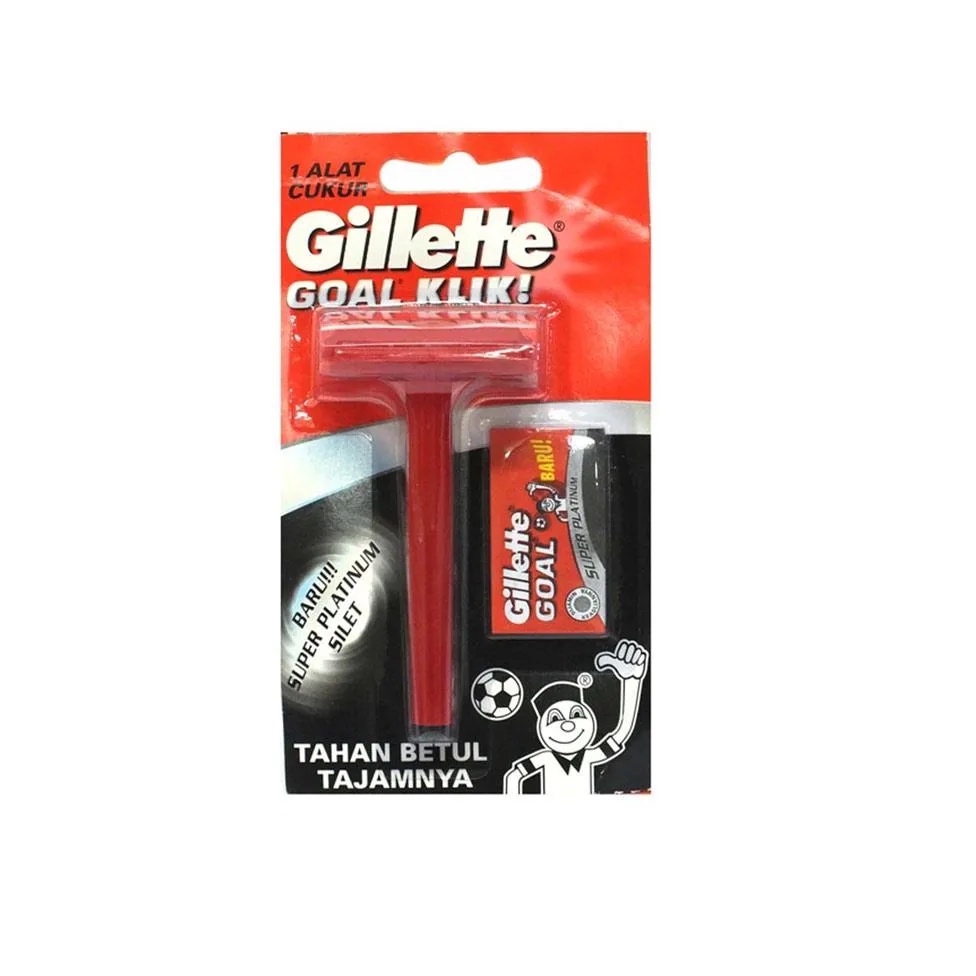 1 ALAT
CUKUR
Gillette®
GOAL KLIK!
BARU!!!
SUPER PLATINUM
SILET
Gillette
GOAL
BARU!
SUPER PLATINUM
®
TAHAN BETUL
TAJAMNYA